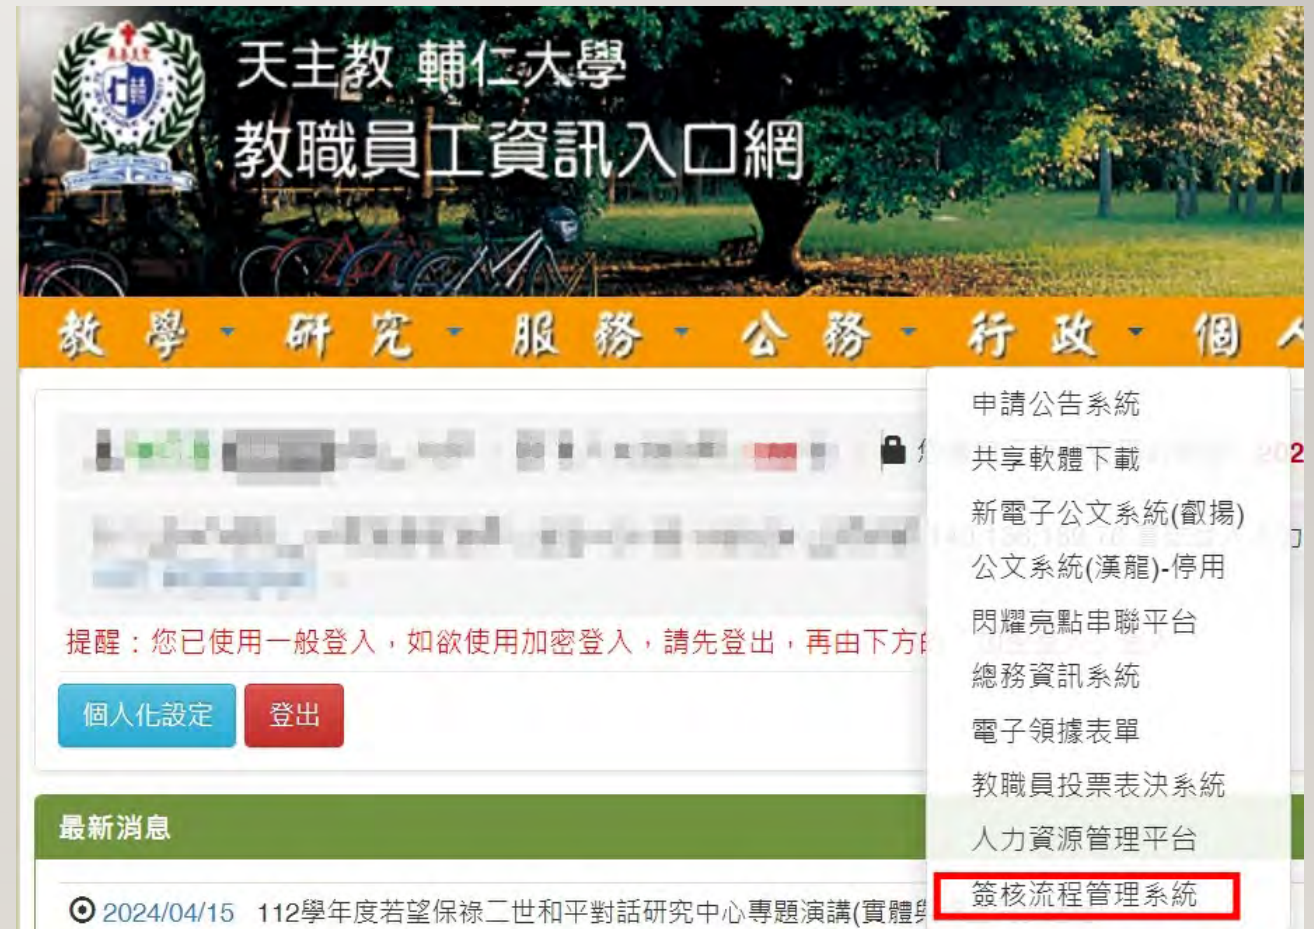 天主教 輔仁大學
教職員工資訊入口網
教 學 研 究 服 務 公 務 行 政 個 人
申請公告系統
共享軟體下載
202
新電子公文系統(叡揚)
公文系統(漢龍)-停用
閃耀亮點串聯平台
提醒：您已使用一般登入，如欲使用加密登入，請先登出，再由下方的
總務資訊系統
個人化設定 登出
電子領據表單
教職員投票表決系統
最新消息
人力資源管理平台
簽核流程管理系統
2024/04/15 112學年度若望保祿二世和平對話研究中心專題演講(實體與